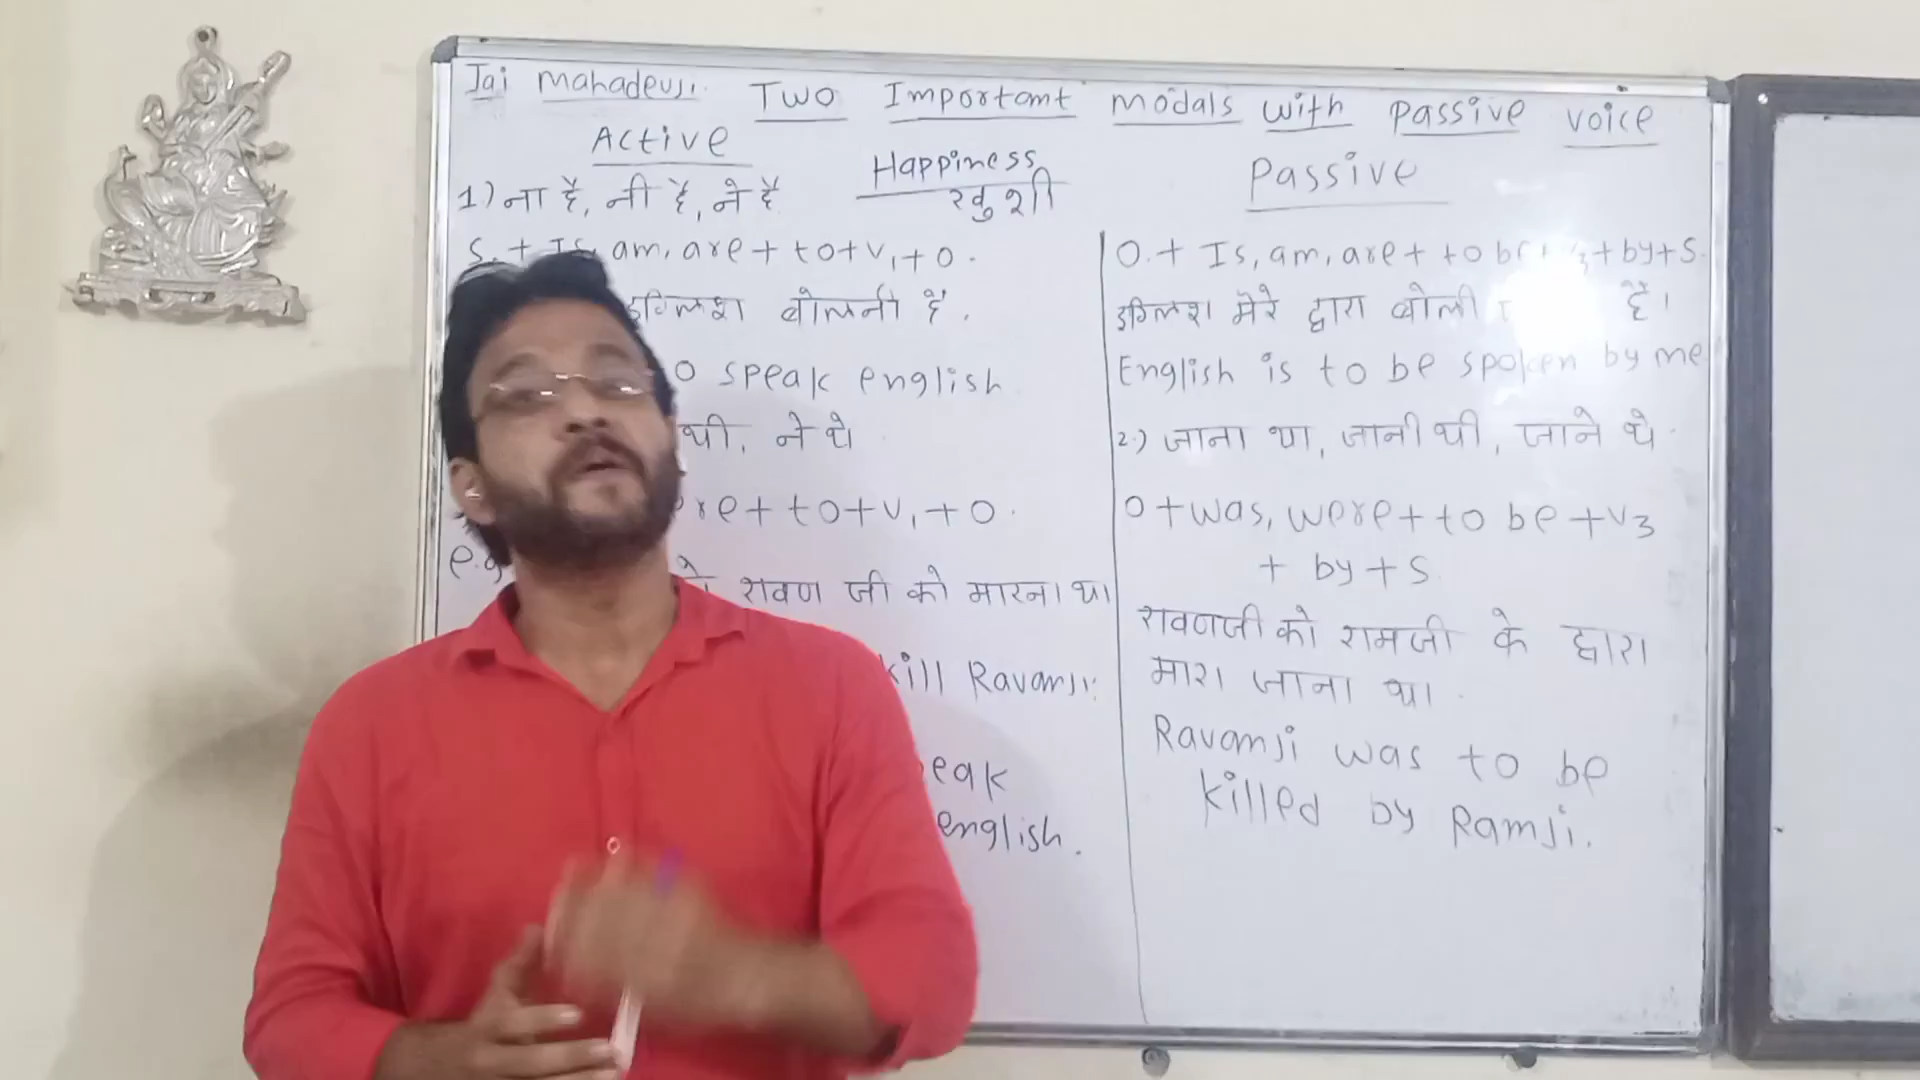 Jai Mahadevji. Two Important modals with Passive voice
Active
Happiness
खुशी
1) ना है, नी है, ने है
S. + Is, am, are + to + V1 + O.
इंग्लिश बोलनी है.
to speak english
थी, ने थे
were + to + V1 + O.
e.g
रावण जी को मारना था।
kill Ravanji.
speak
english.
Passive
O. + Is, am, are + to be + V3 + by + S.
इंग्लिश मेरे द्वारा बोली है।
English is to be spoken by me
2.) जाना था, जानी थी, जाने थे
O + was, were + to be + V3
+ by + S
रावणजी को रामजी के द्वारा
मारा जाना था।
Ravanji was to be
killed by Ramji.